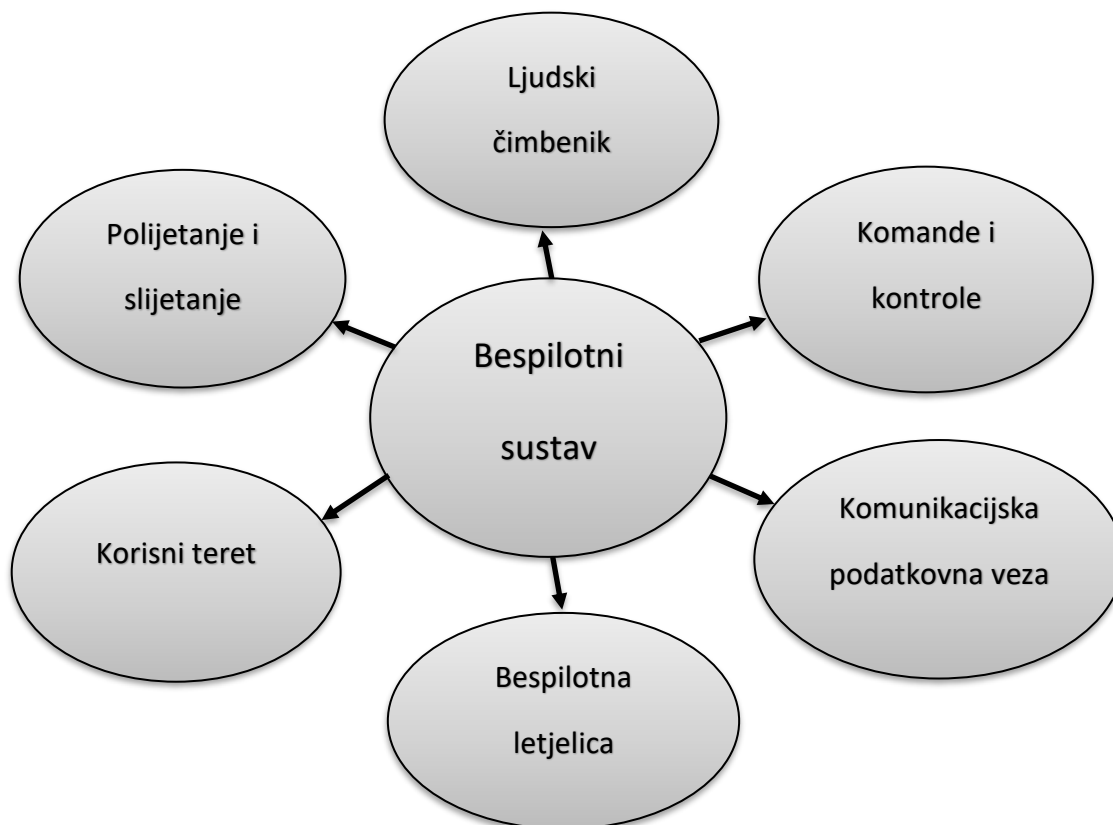 Ljudski
čimbenik
Polijetanje i
slijetanje
Komande i
kontrole
Bespilotni
sustav
Korisni teret
Komunikacijska
podatkovna veza
Bespilotna
letjelica